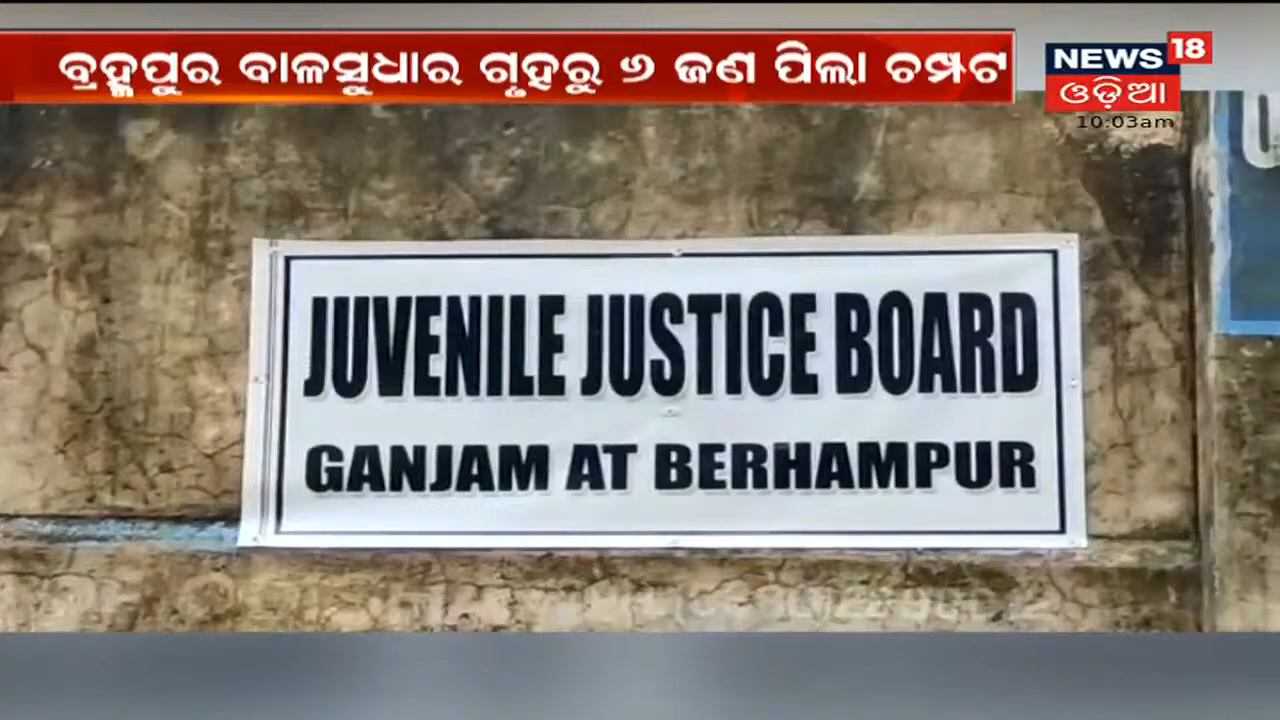 ବ୍ରହ୍ମପୁର ବାଳସୁଧାର ଗୃହରୁ ୬ ଜଣ ପିଲା ଚମ୍ପଟ
NEWS 18
ଓଡ଼ିଆ
10:03am
JUVENILE JUSTICE BOARD
GANJAM AT BERHAMPUR